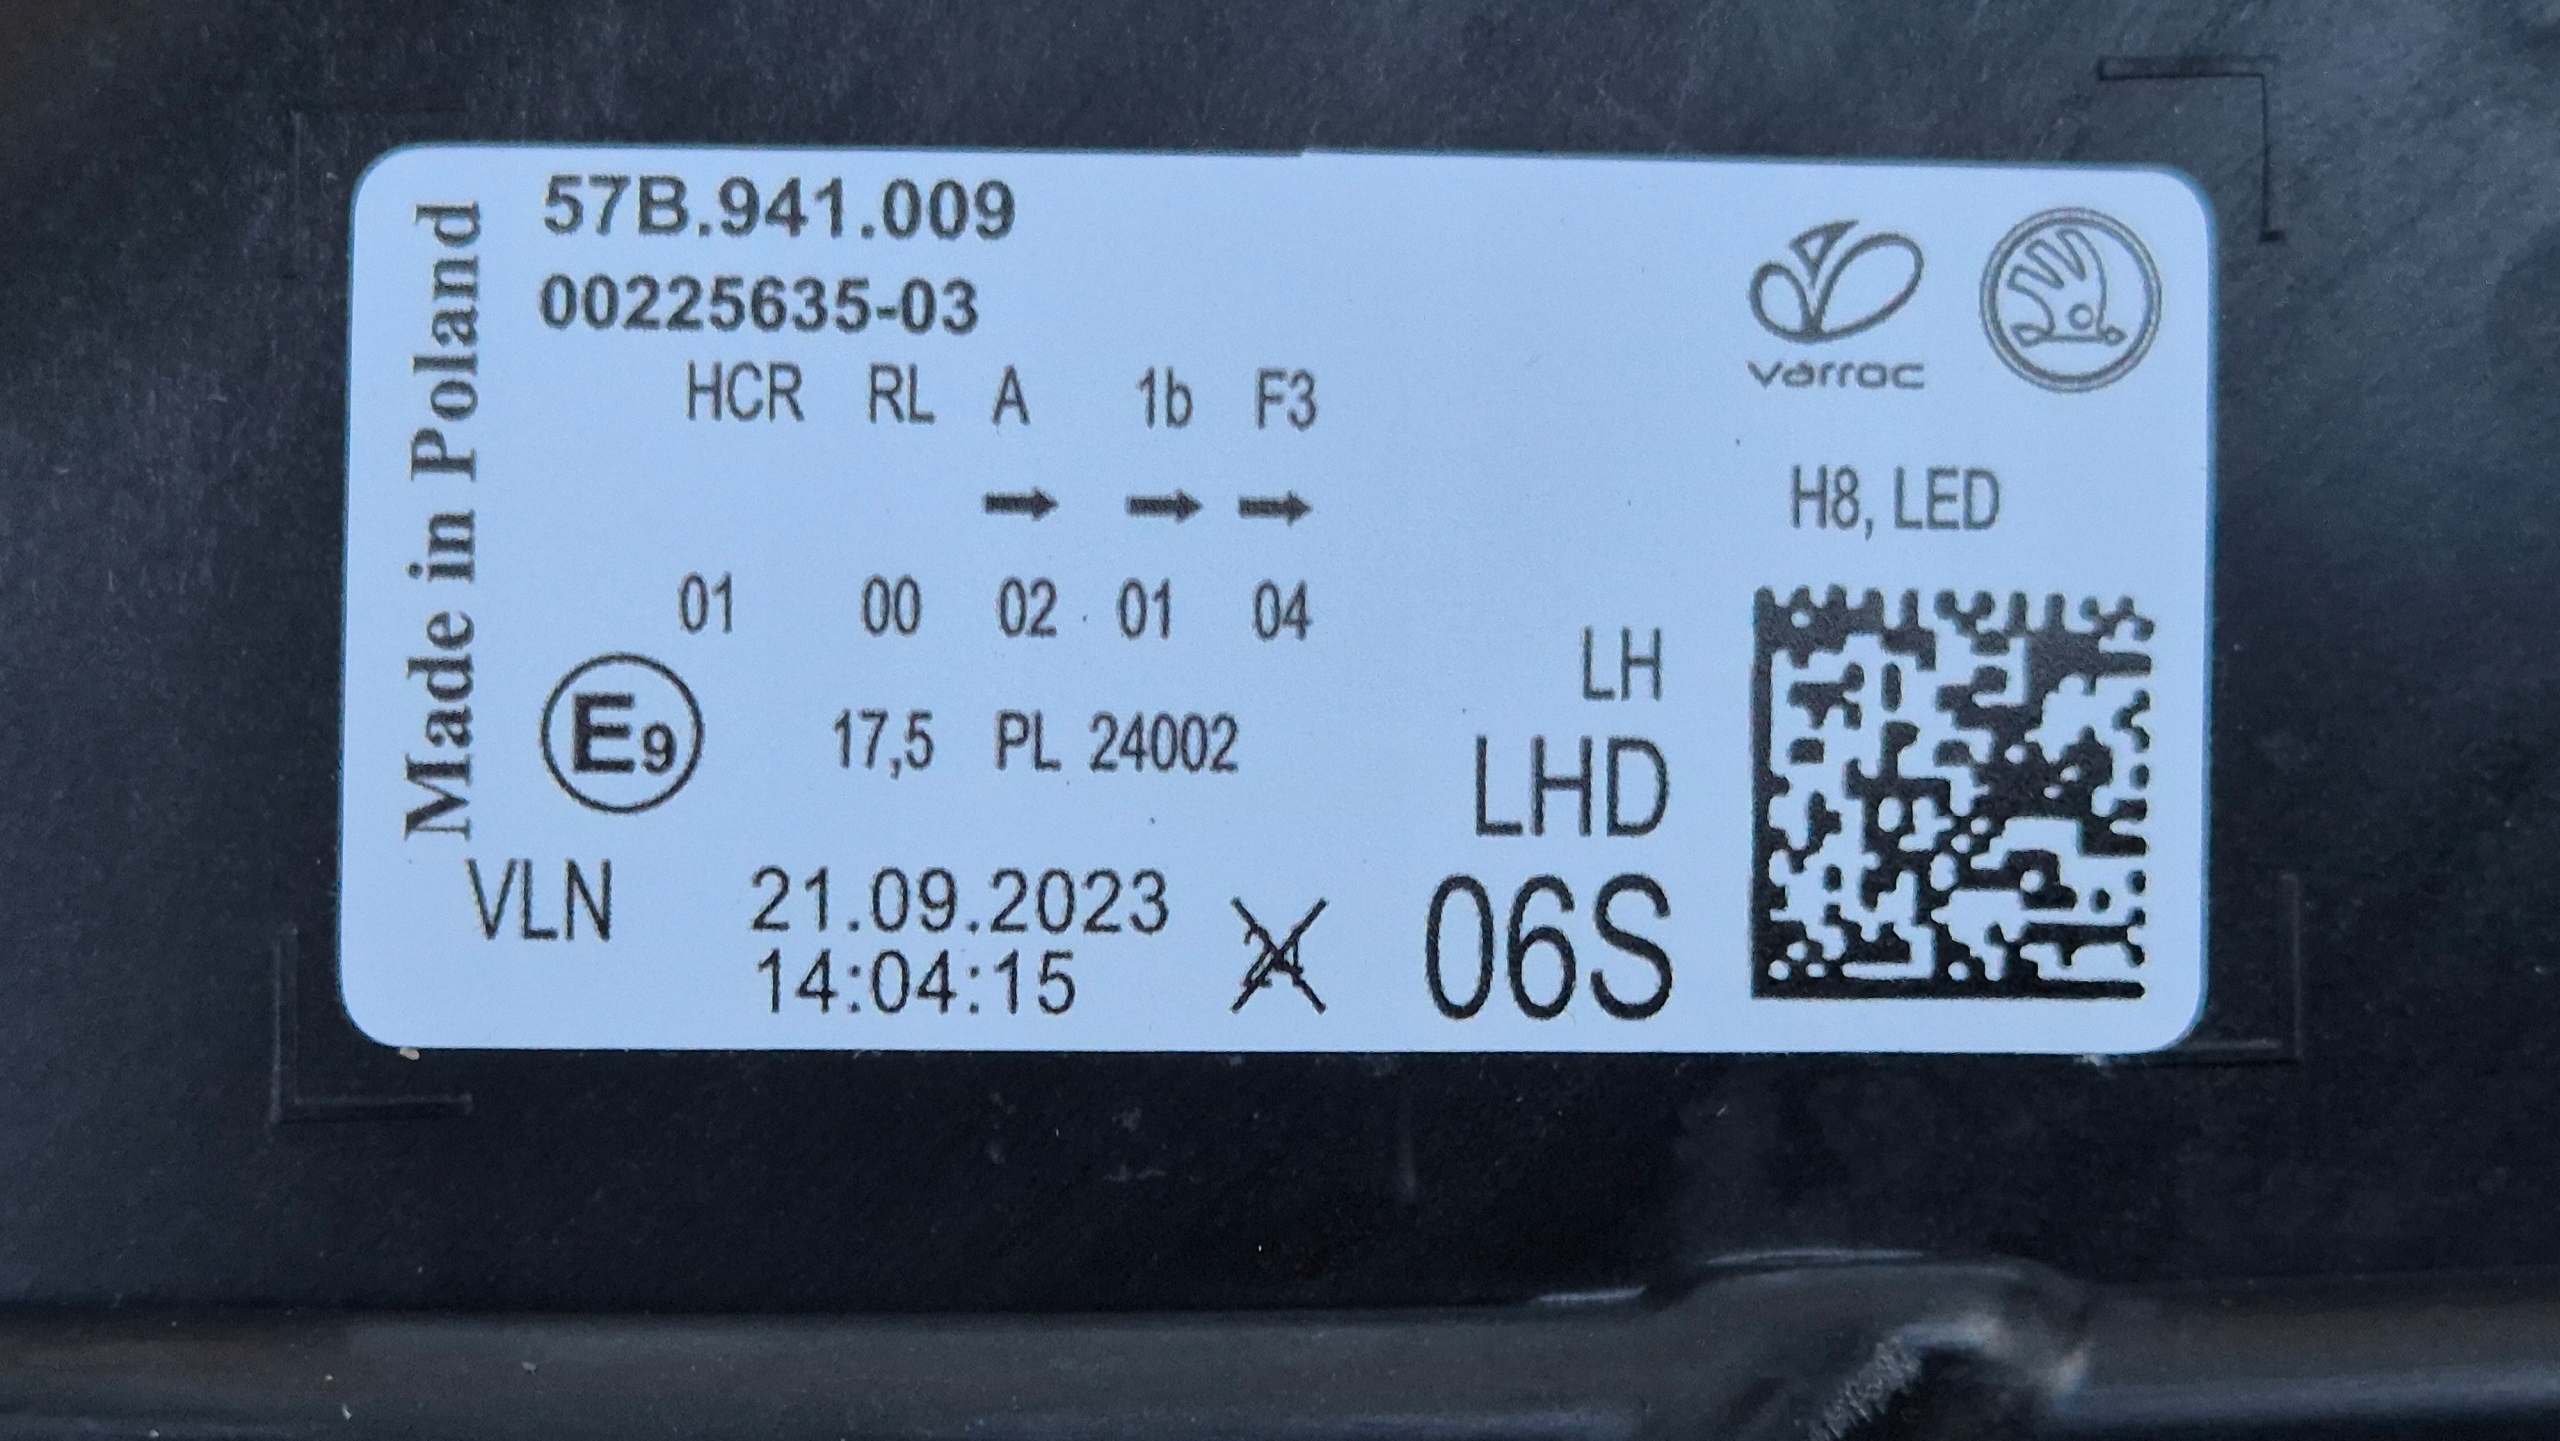 Made in Poland
57B.941.009
00225635-03
HCR RL A 1b F3
01 00 02 01 04
E9 17,5 PL 24002
VLN 21.09.2023
14:04:15
varroc
H8, LED
LH
LHD
06S